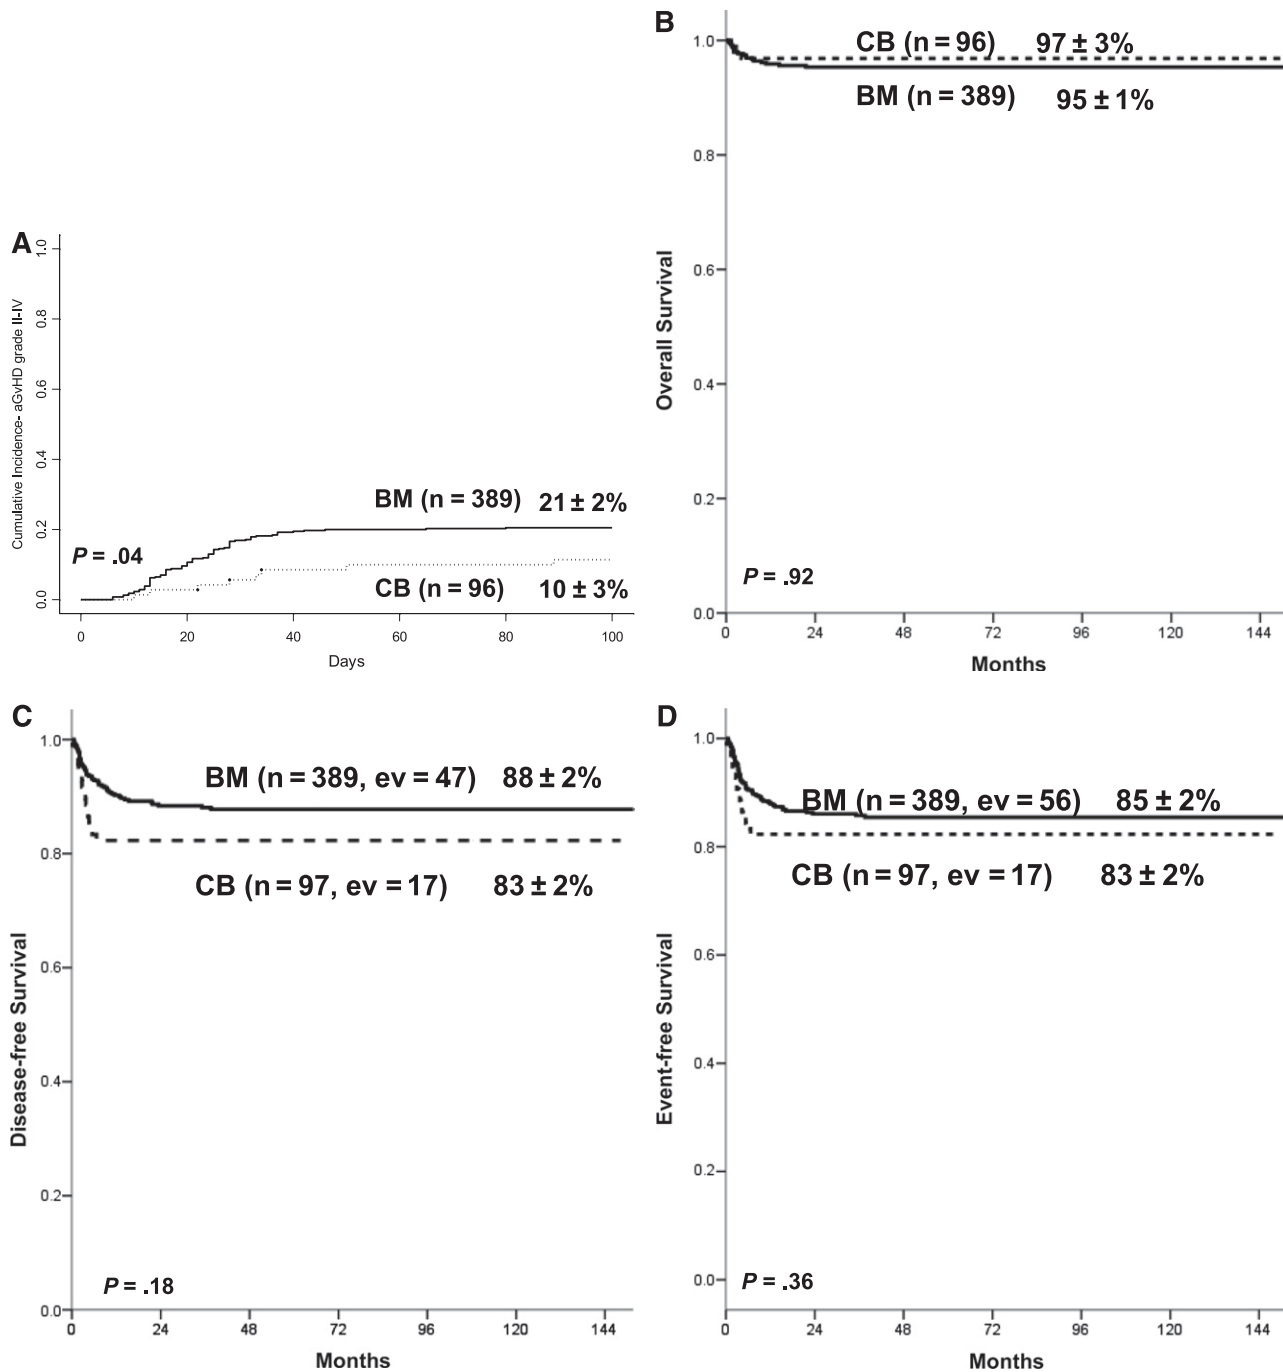 A
Cumulative Incidence- aGvHD grade II-IV
1.0
0.8
0.6
0.4
0.2
0.0
BM (n = 389) 21 ± 2%
P = .04
CB (n = 96) 10 ± 3%
0 20 40 60 80 100
Days
B
Overall Survival
1.0
0.8
0.6
0.4
0.2
0.0
CB (n = 96) 97 ± 3%
BM (n = 389) 95 ± 1%
P = .92
0 24 48 72 96 120 144
Months
C
Disease-free Survival
1.0
0.8
0.6
0.4
0.2
0.0
BM (n = 389, ev = 47) 88 ± 2%
CB (n = 97, ev = 17) 83 ± 2%
P = .18
0 24 48 72 96 120 144
Months
D
Event-free Survival
1.0
0.8
0.6
0.4
0.2
0.0
BM (n = 389, ev = 56) 85 ± 2%
CB (n = 97, ev = 17) 83 ± 2%
P = .36
0 24 48 72 96 120 144
Months